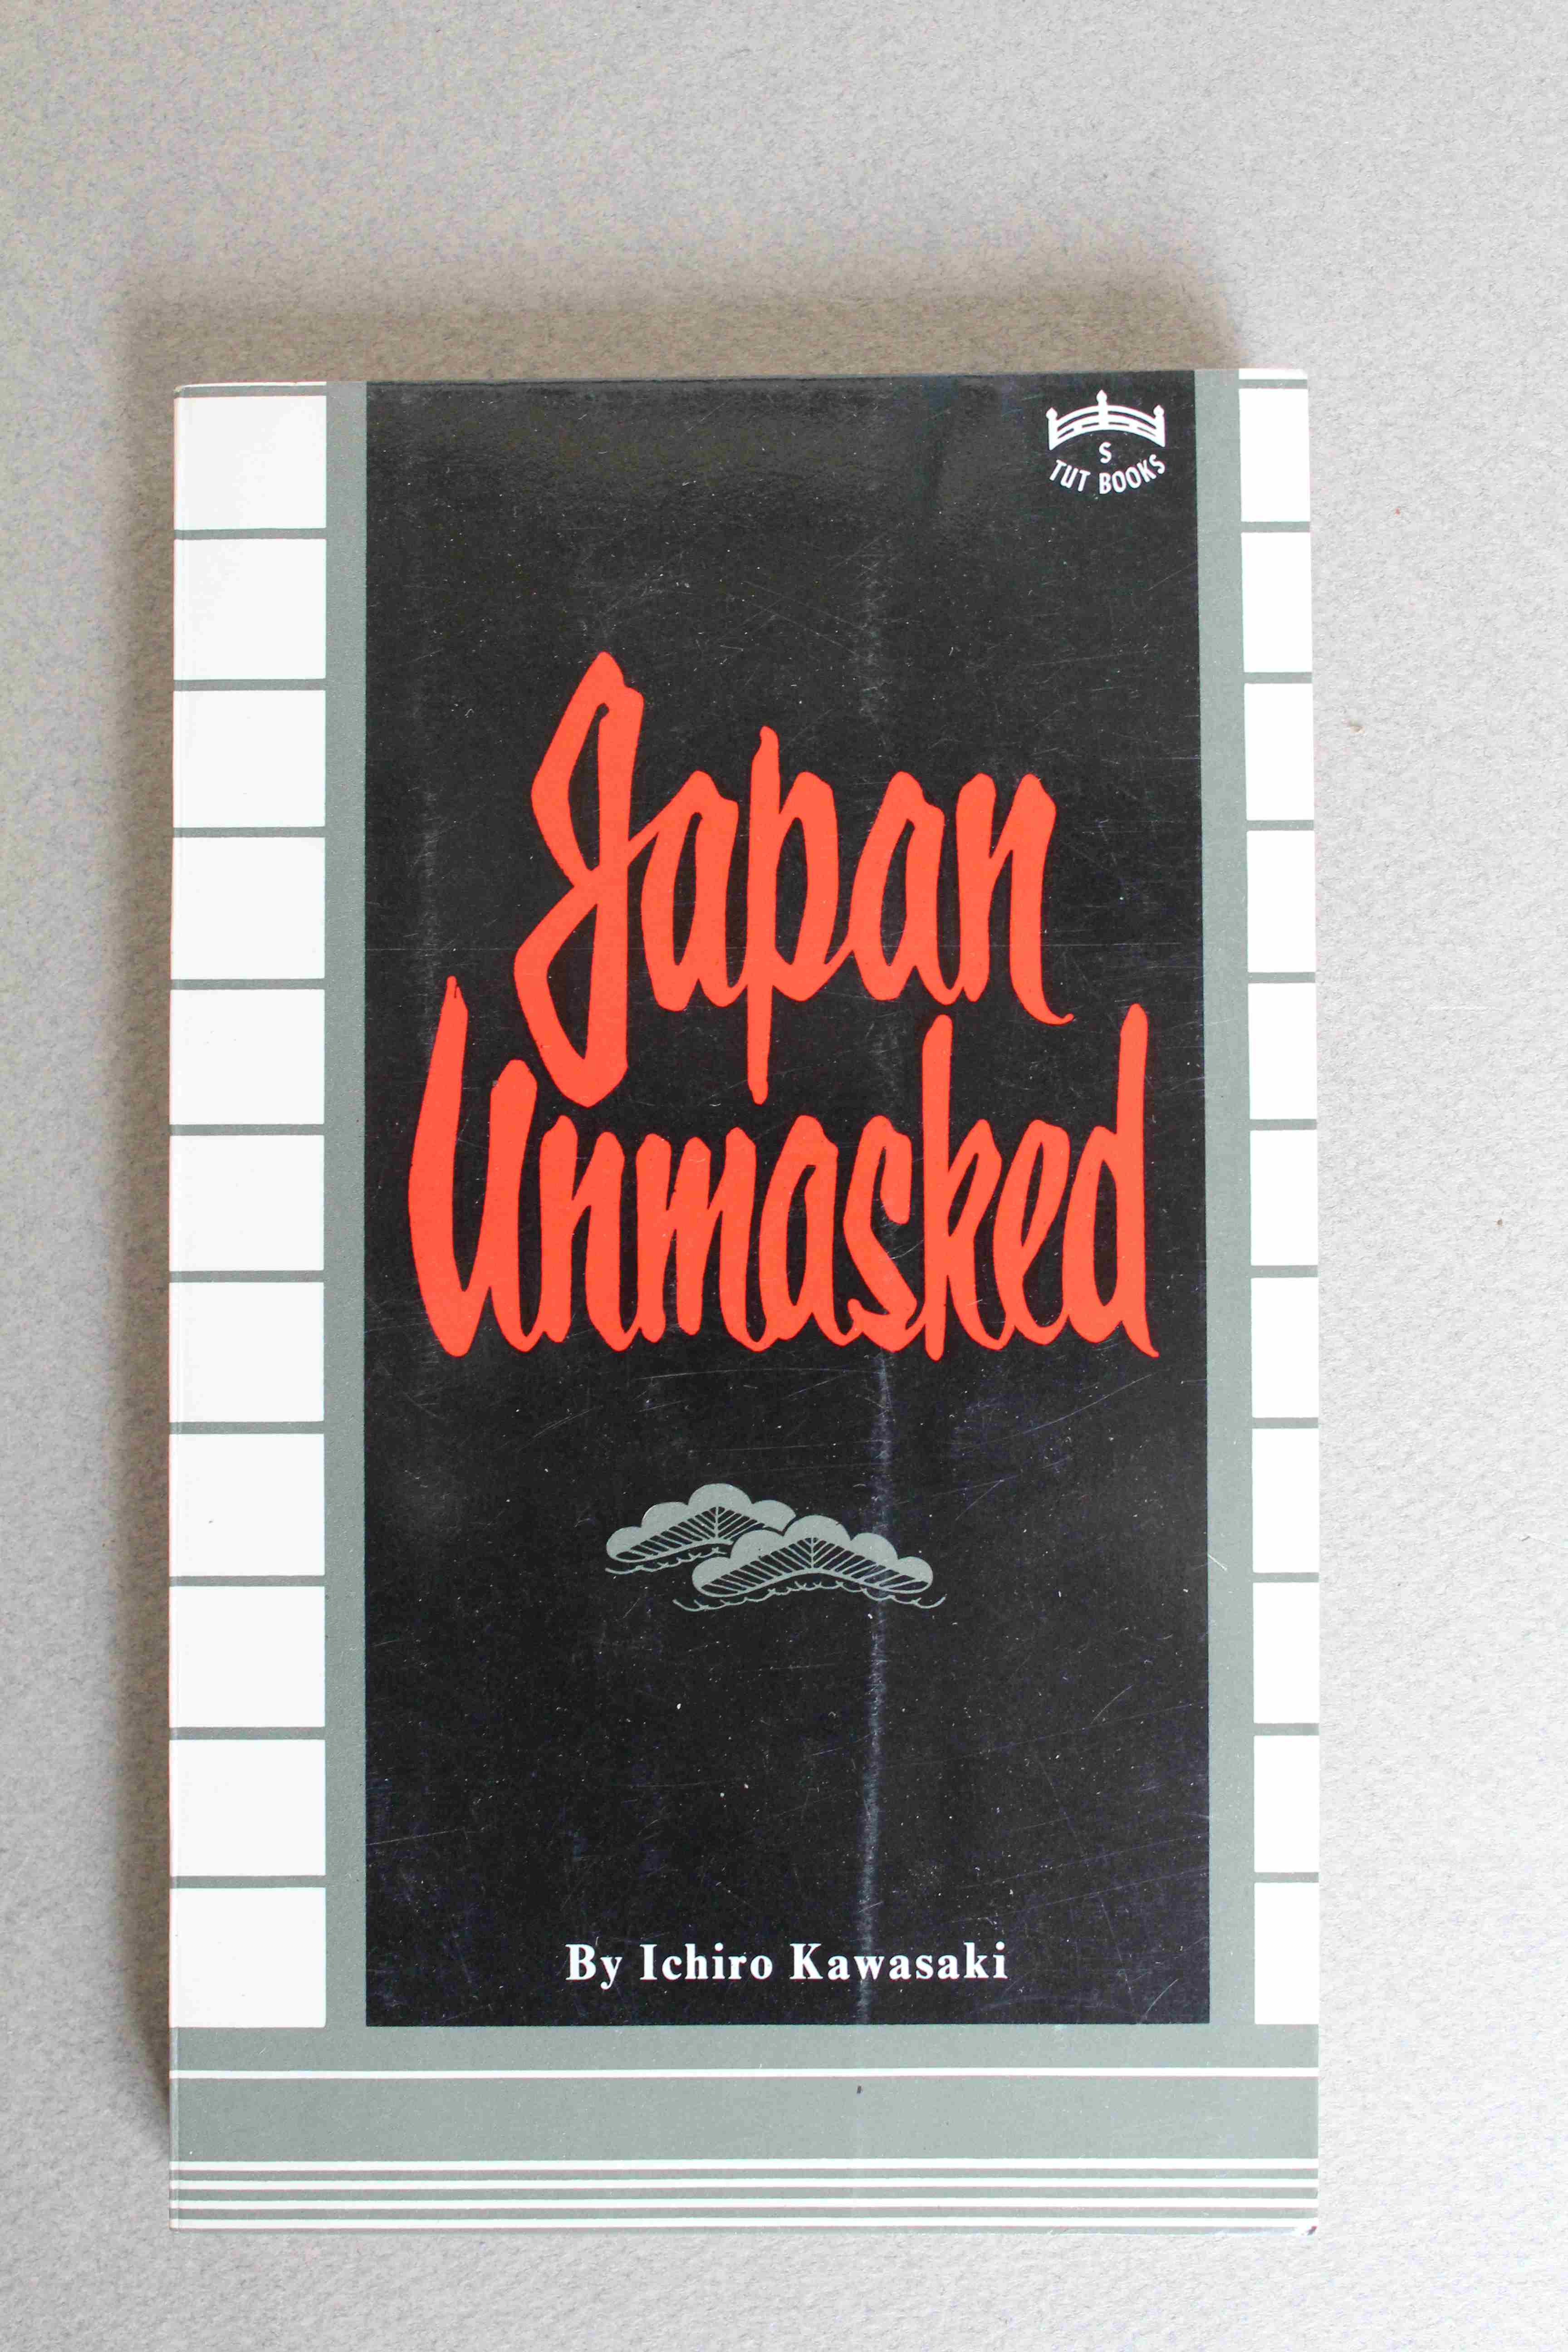 S
TUT BOOKS
Japan
Unmasked
By Ichiro Kawasaki